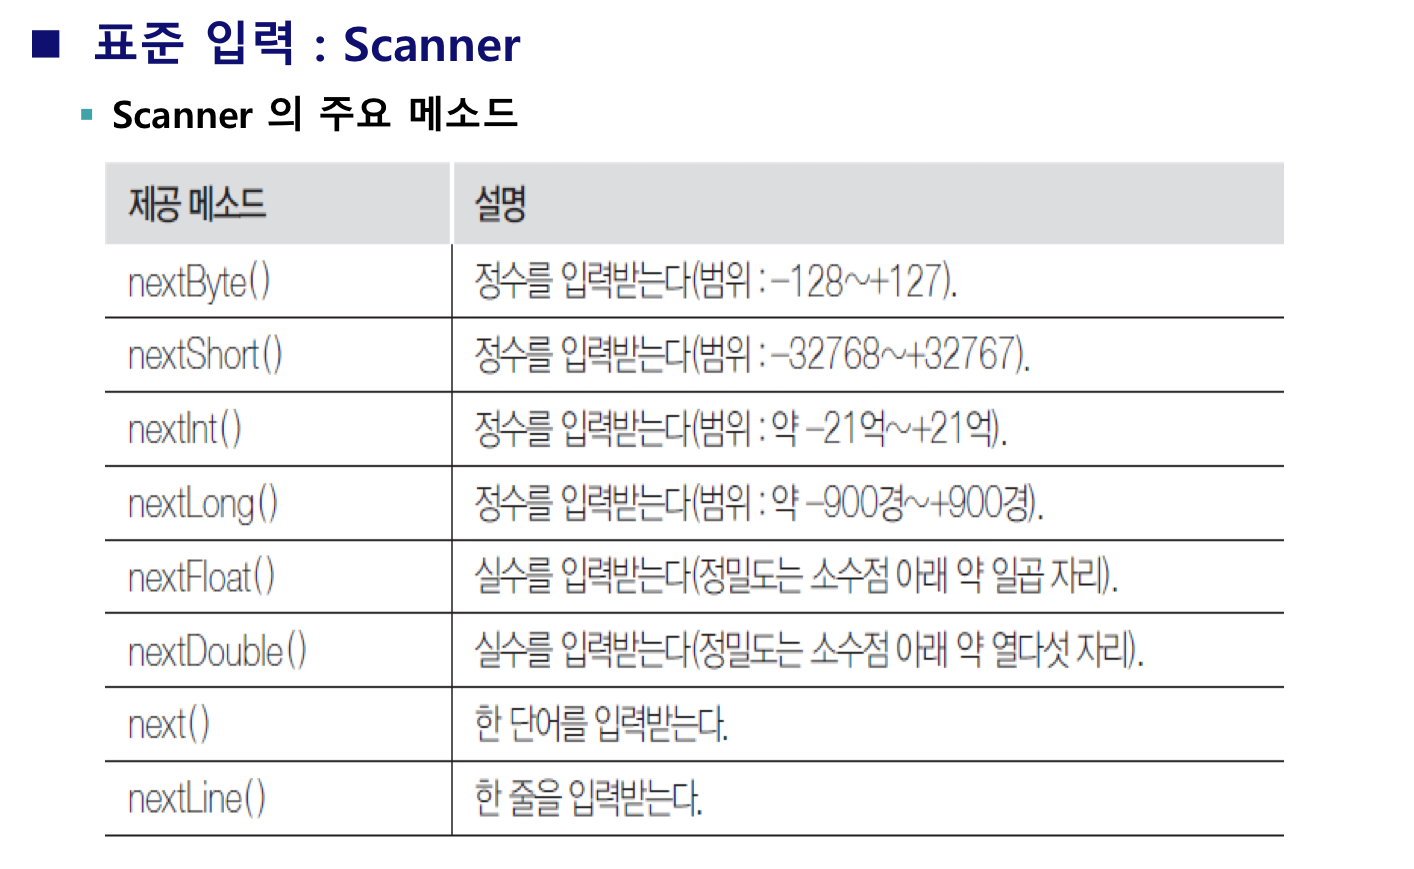 ■ 표준 입력 : Scanner
▪ Scanner 의 주요 메소드
제공 메소드 설명
nextByte() 정수를 입력받는다(범위 : –128~+127).
nextShort() 정수를 입력받는다(범위 : –32768~+32767).
nextInt() 정수를 입력받는다(범위 : 약 –21억~+21억).
nextLong() 정수를 입력받는다(범위 : 약 –900경~+900경).
nextFloat() 실수를 입력받는다(정밀도는 소수점 아래 약 일곱 자리).
nextDouble() 실수를 입력받는다(정밀도는 소수점 아래 약 열다섯 자리).
next() 한 단어를 입력받는다.
nextLine() 한 줄을 입력받는다.